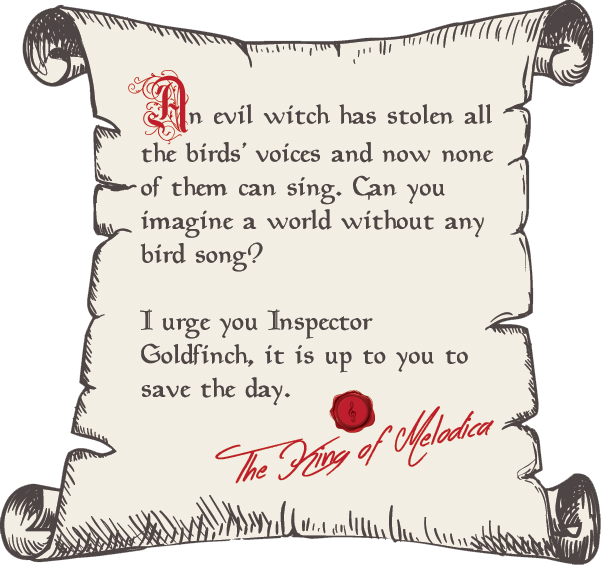 An evil witch has stolen all
the birds' voices and now none
of them can sing. Can you
imagine a world without any
bird song?
I urge you Inspector
Goldfinch, it is up to you to
save the day.
The King of Melodica